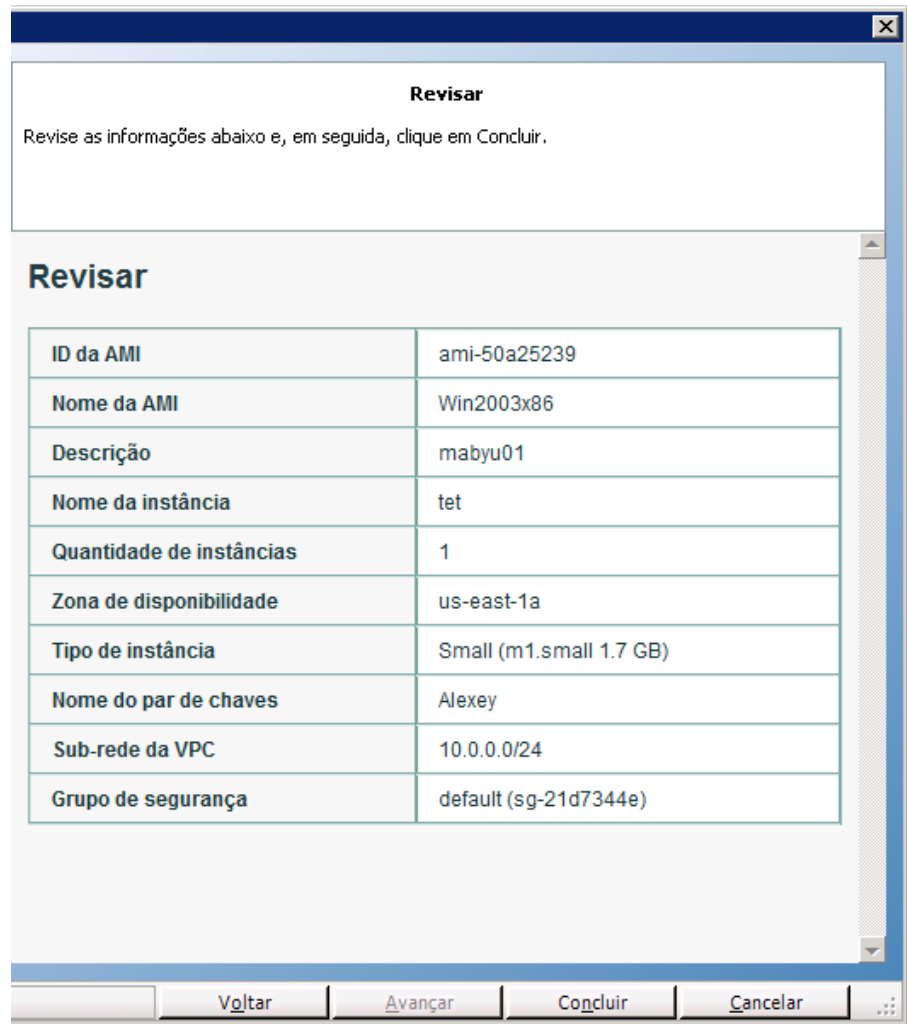 Revisar
Revise as informações abaixo e, em seguida, clique em Concluir.
Revisar
ID da AMI ami-50a25239
Nome da AMI Win2003x86
Descrição mabyu01
Nome da instância tet
Quantidade de instâncias 1
Zona de disponibilidade us-east-1a
Tipo de instância Small (m1.small 1.7 GB)
Nome do par de chaves Alexey
Sub-rede da VPC 10.0.0.0/24
Grupo de segurança default (sg-21d7344e)
Voltar Avançar Concluir Cancelar